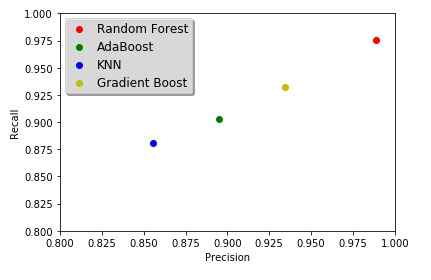 1.000
0.975
0.950
0.925
0.900
0.875
0.850
0.825
0.800
Recall
Random Forest
AdaBoost
KNN
Gradient Boost
0.800 0.825 0.850 0.875 0.900 0.925 0.950 0.975 1.000
Precision